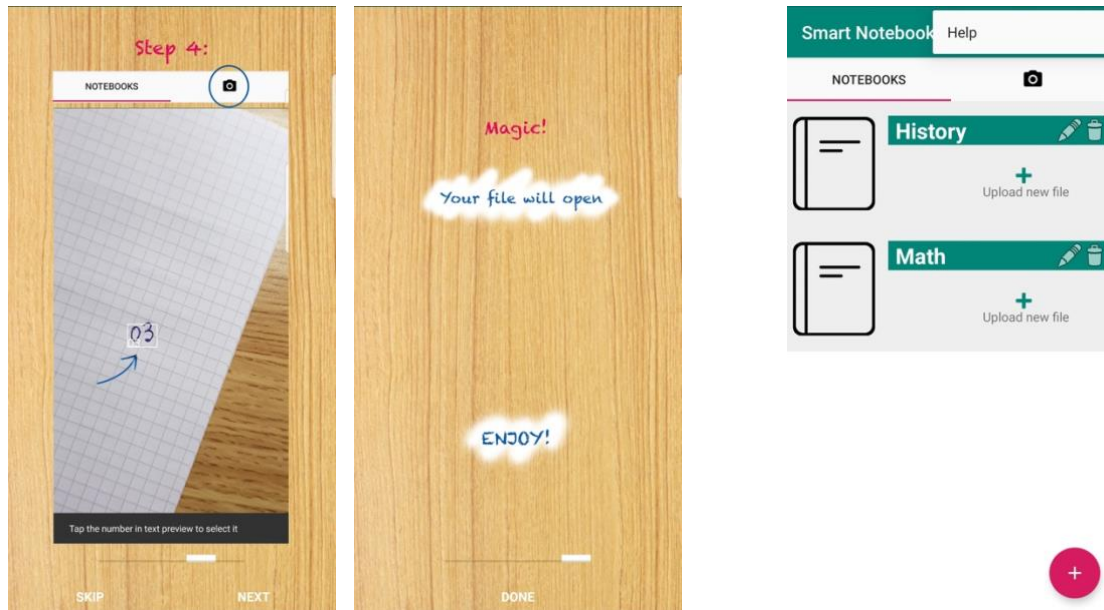 Step 4:
NOTEBOOKS
03
Tap the number in text preview to select it
SKIP
NEXT
Magic!
Your file will open
ENJOY!
DONE
Smart Notebook
Help
NOTEBOOKS
History
Upload new file
Math
Upload new file